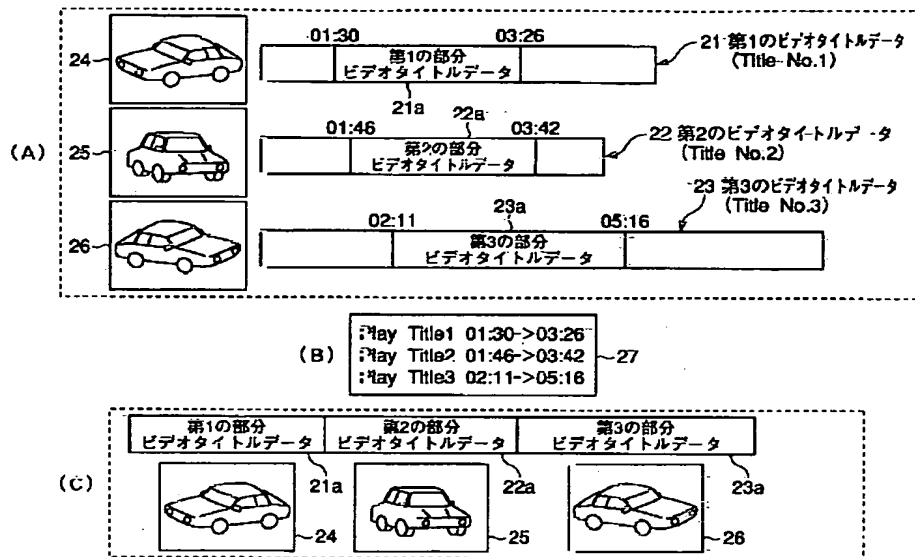 01:30 03:26
24
第1の部分
ビデオタイトルデータ
21 第1のビデオタイトルデータ
(Title No.1)
21a
22a
(A)
01:46 03:42
25
第2の部分
ビデオタイトルデータ
22 第2のビデオタイトルデータ
(Title No.2)
23a
23 第3のビデオタイトルデータ
(Title No.3)
02:11 05:16
26
第3の部分
ビデオタイトルデータ
(B)
Play Title1 01:30->03:26
Play Title2 01:46->03:42
Play Title3 02:11->05:16
27
(C)
第1の部分
ビデオタイトルデータ
第2の部分
ビデオタイトルデータ
第3の部分
ビデオタイトルデータ
21a 22a 23a
24 25 26